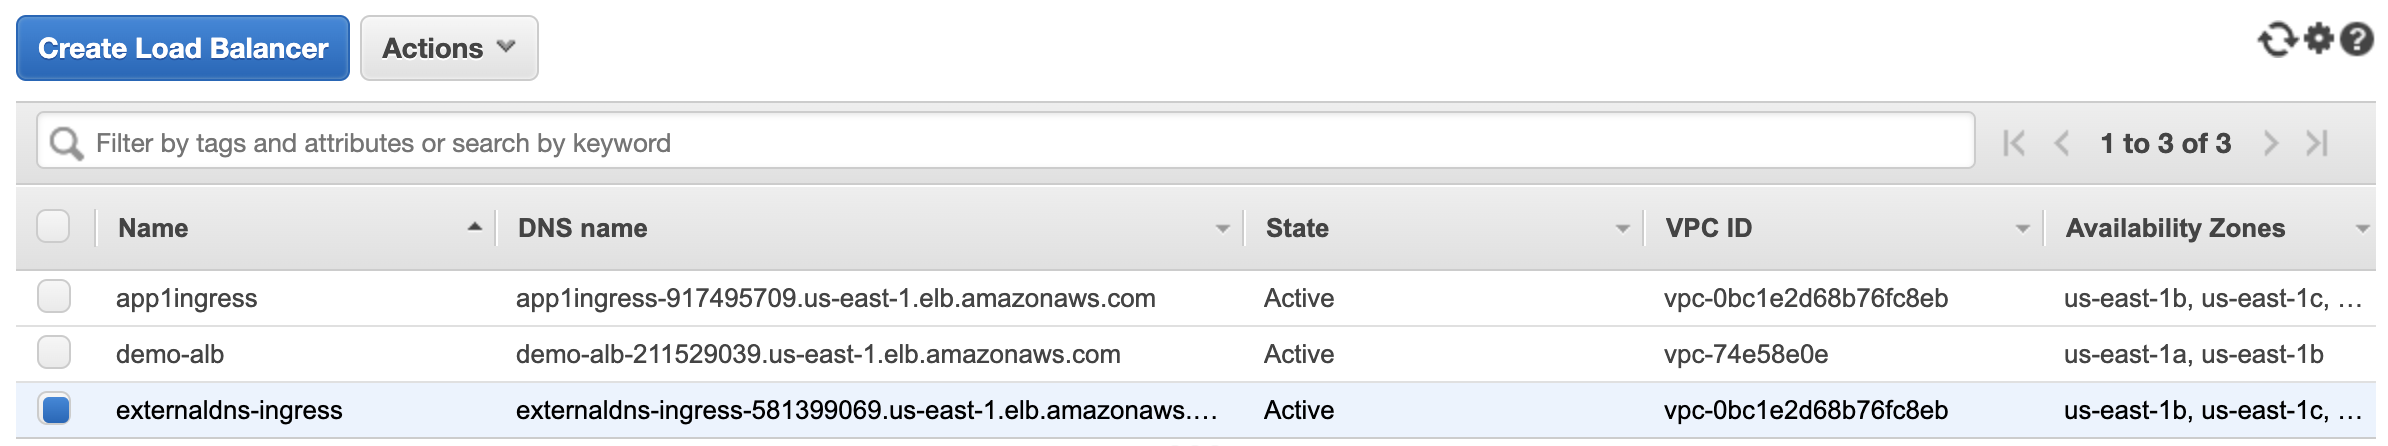 Create Load Balancer Actions
Filter by tags and attributes or search by keyword 1 to 3 of 3
Name DNS name State VPC ID Availability Zones
app1ingress app1ingress-917495709.us-east-1.elb.amazonaws.com Active vpc-0bc1e2d68b76fc8eb us-east-1b, us-east-1c, ...
demo-alb demo-alb-211529039.us-east-1.elb.amazonaws.com Active vpc-74e58e0e us-east-1a, us-east-1b
externaldns-ingress externaldns-ingress-581399069.us-east-1.elb.amazonaws.... Active vpc-0bc1e2d68b76fc8eb us-east-1b, us-east-1c, ...